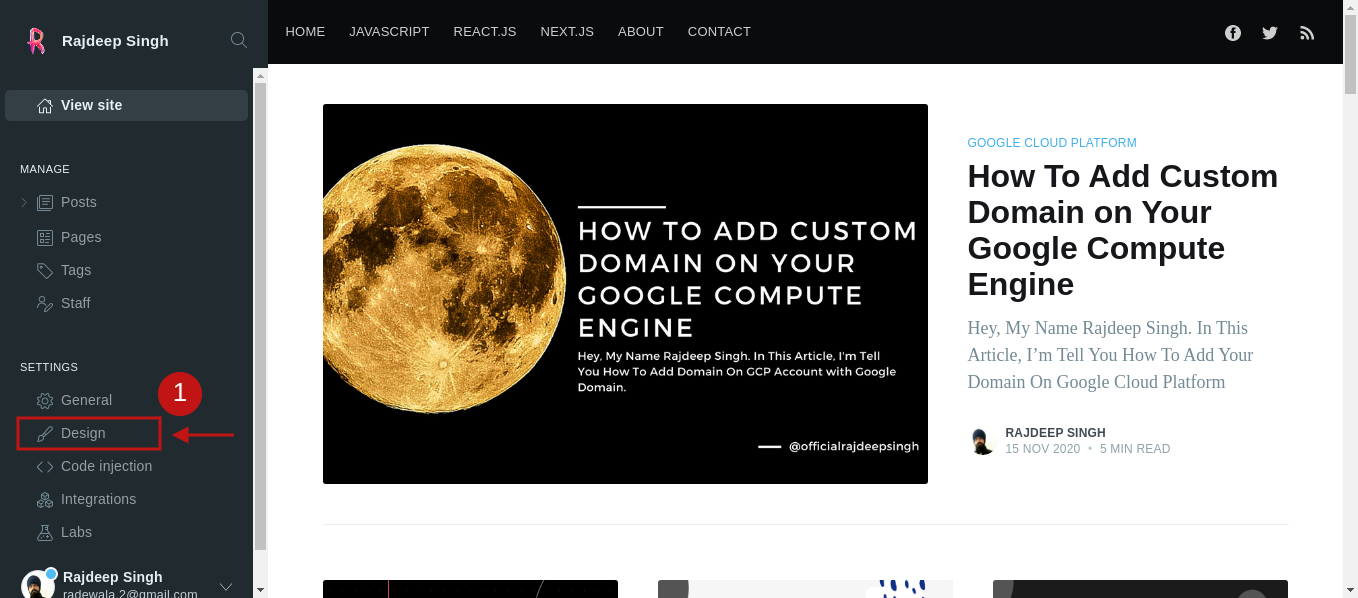 Rajdeep Singh
View site
MANAGE
Posts
Pages
Tags
Staff
SETTINGS
General
1
Design
Code injection
Integrations
Labs
Rajdeep Singh
radewala.2@gmail.com
HOME JAVASCRIPT REACT.JS NEXT.JS ABOUT CONTACT
HOW TO ADD CUSTOM
DOMAIN ON YOUR
GOOGLE COMPUTE
ENGINE
Hey, My Name Rajdeep Singh. In This Article, I'm Tell
You How To Add Domain On GCP Account with Google
Domain.
@officialrajdeepsingh
GOOGLE CLOUD PLATFORM
How To Add Custom
Domain on Your
Google Compute
Engine
Hey, My Name Rajdeep Singh. In This
Article, I’m Tell You How To Add Your
Domain On Google Cloud Platform
RAJDEEP SINGH
15 NOV 2020 • 5 MIN READ